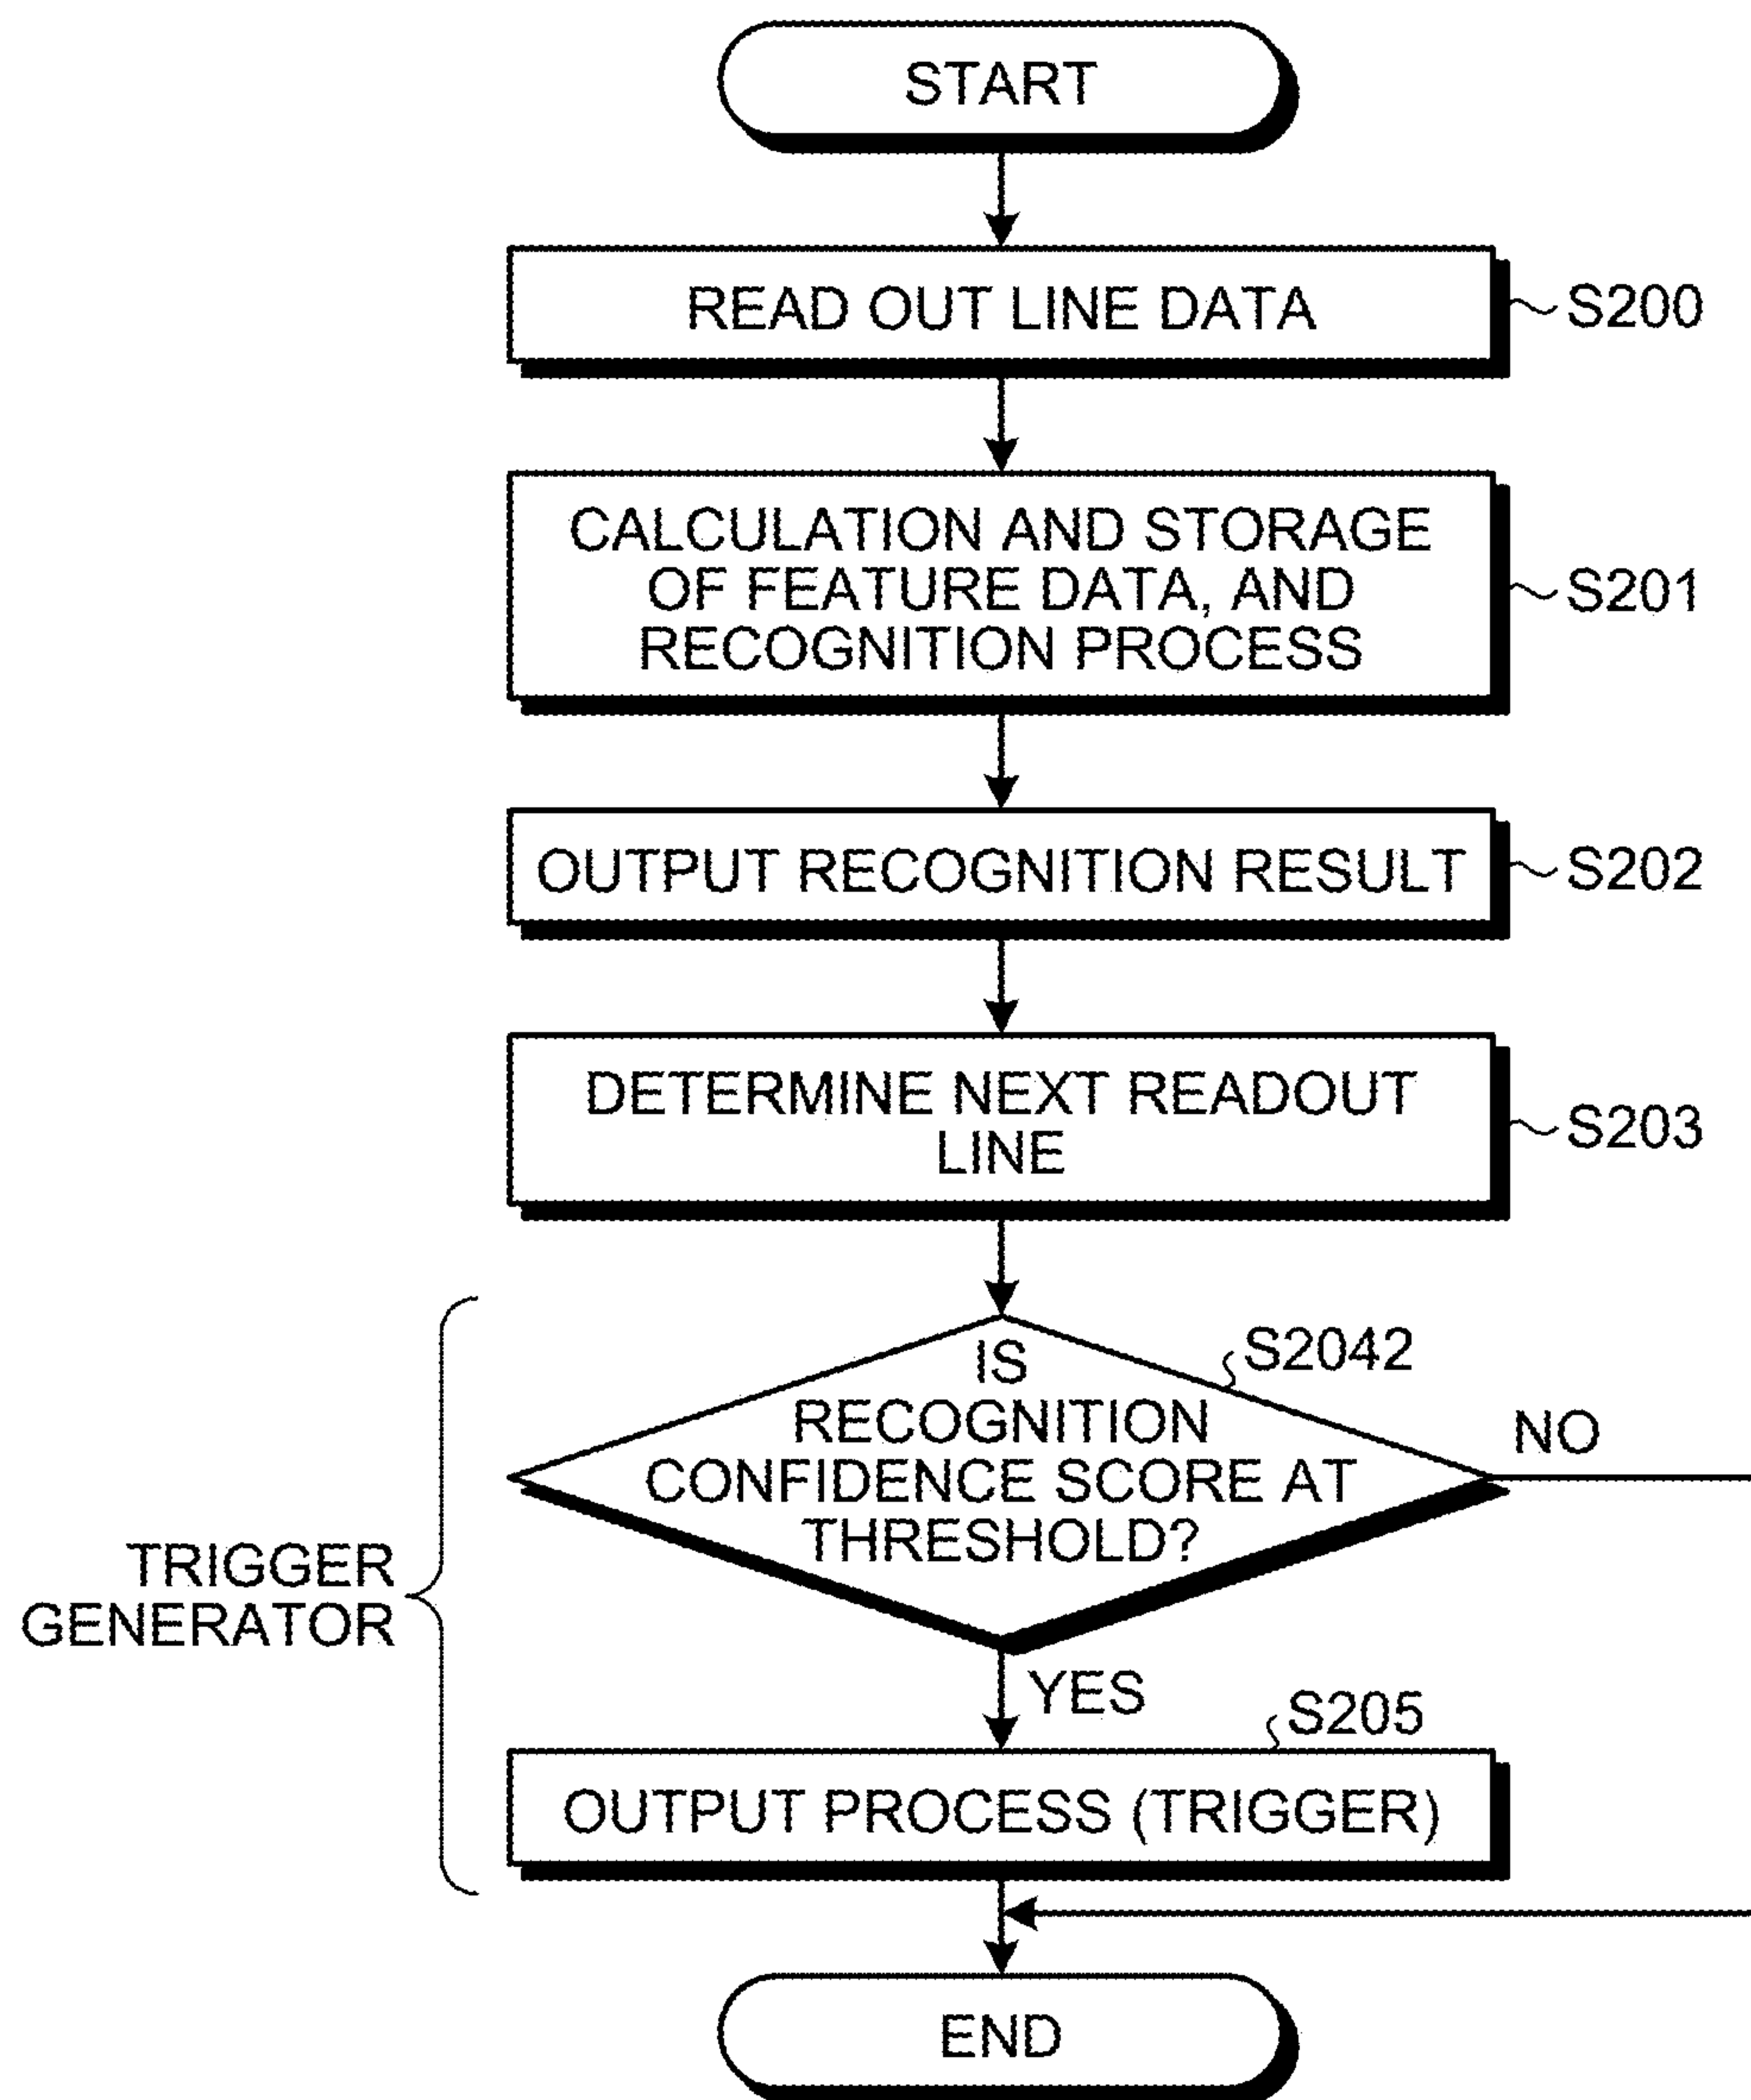 START
READ OUT LINE DATA
S200
CALCULATION AND STORAGE
OF FEATURE DATA, AND
RECOGNITION PROCESS
S201
OUTPUT RECOGNITION RESULT
S202
DETERMINE NEXT READOUT
LINE
S203
IS
RECOGNITION
CONFIDENCE SCORE AT
THRESHOLD?
S2042
NO
TRIGGER
GENERATOR
YES
S205
OUTPUT PROCESS (TRIGGER)
END